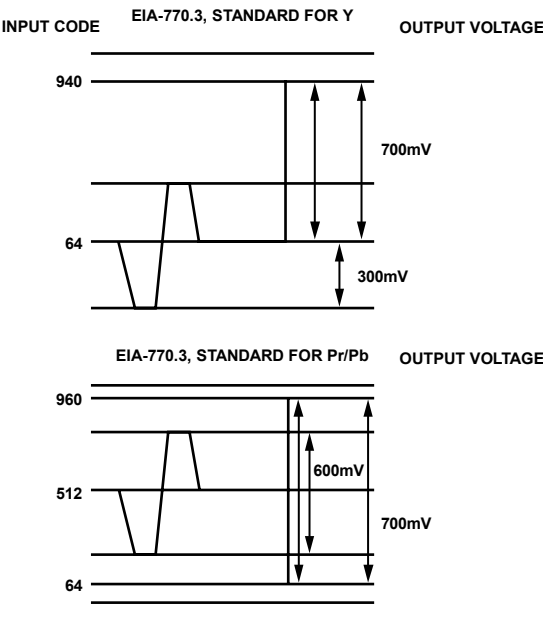 EIA-770.3, STANDARD FOR Y
INPUT CODE
OUTPUT VOLTAGE
940
700mV
64
300mV
EIA-770.3, STANDARD FOR Pr/Pb
OUTPUT VOLTAGE
960
600mV
512
700mV
64